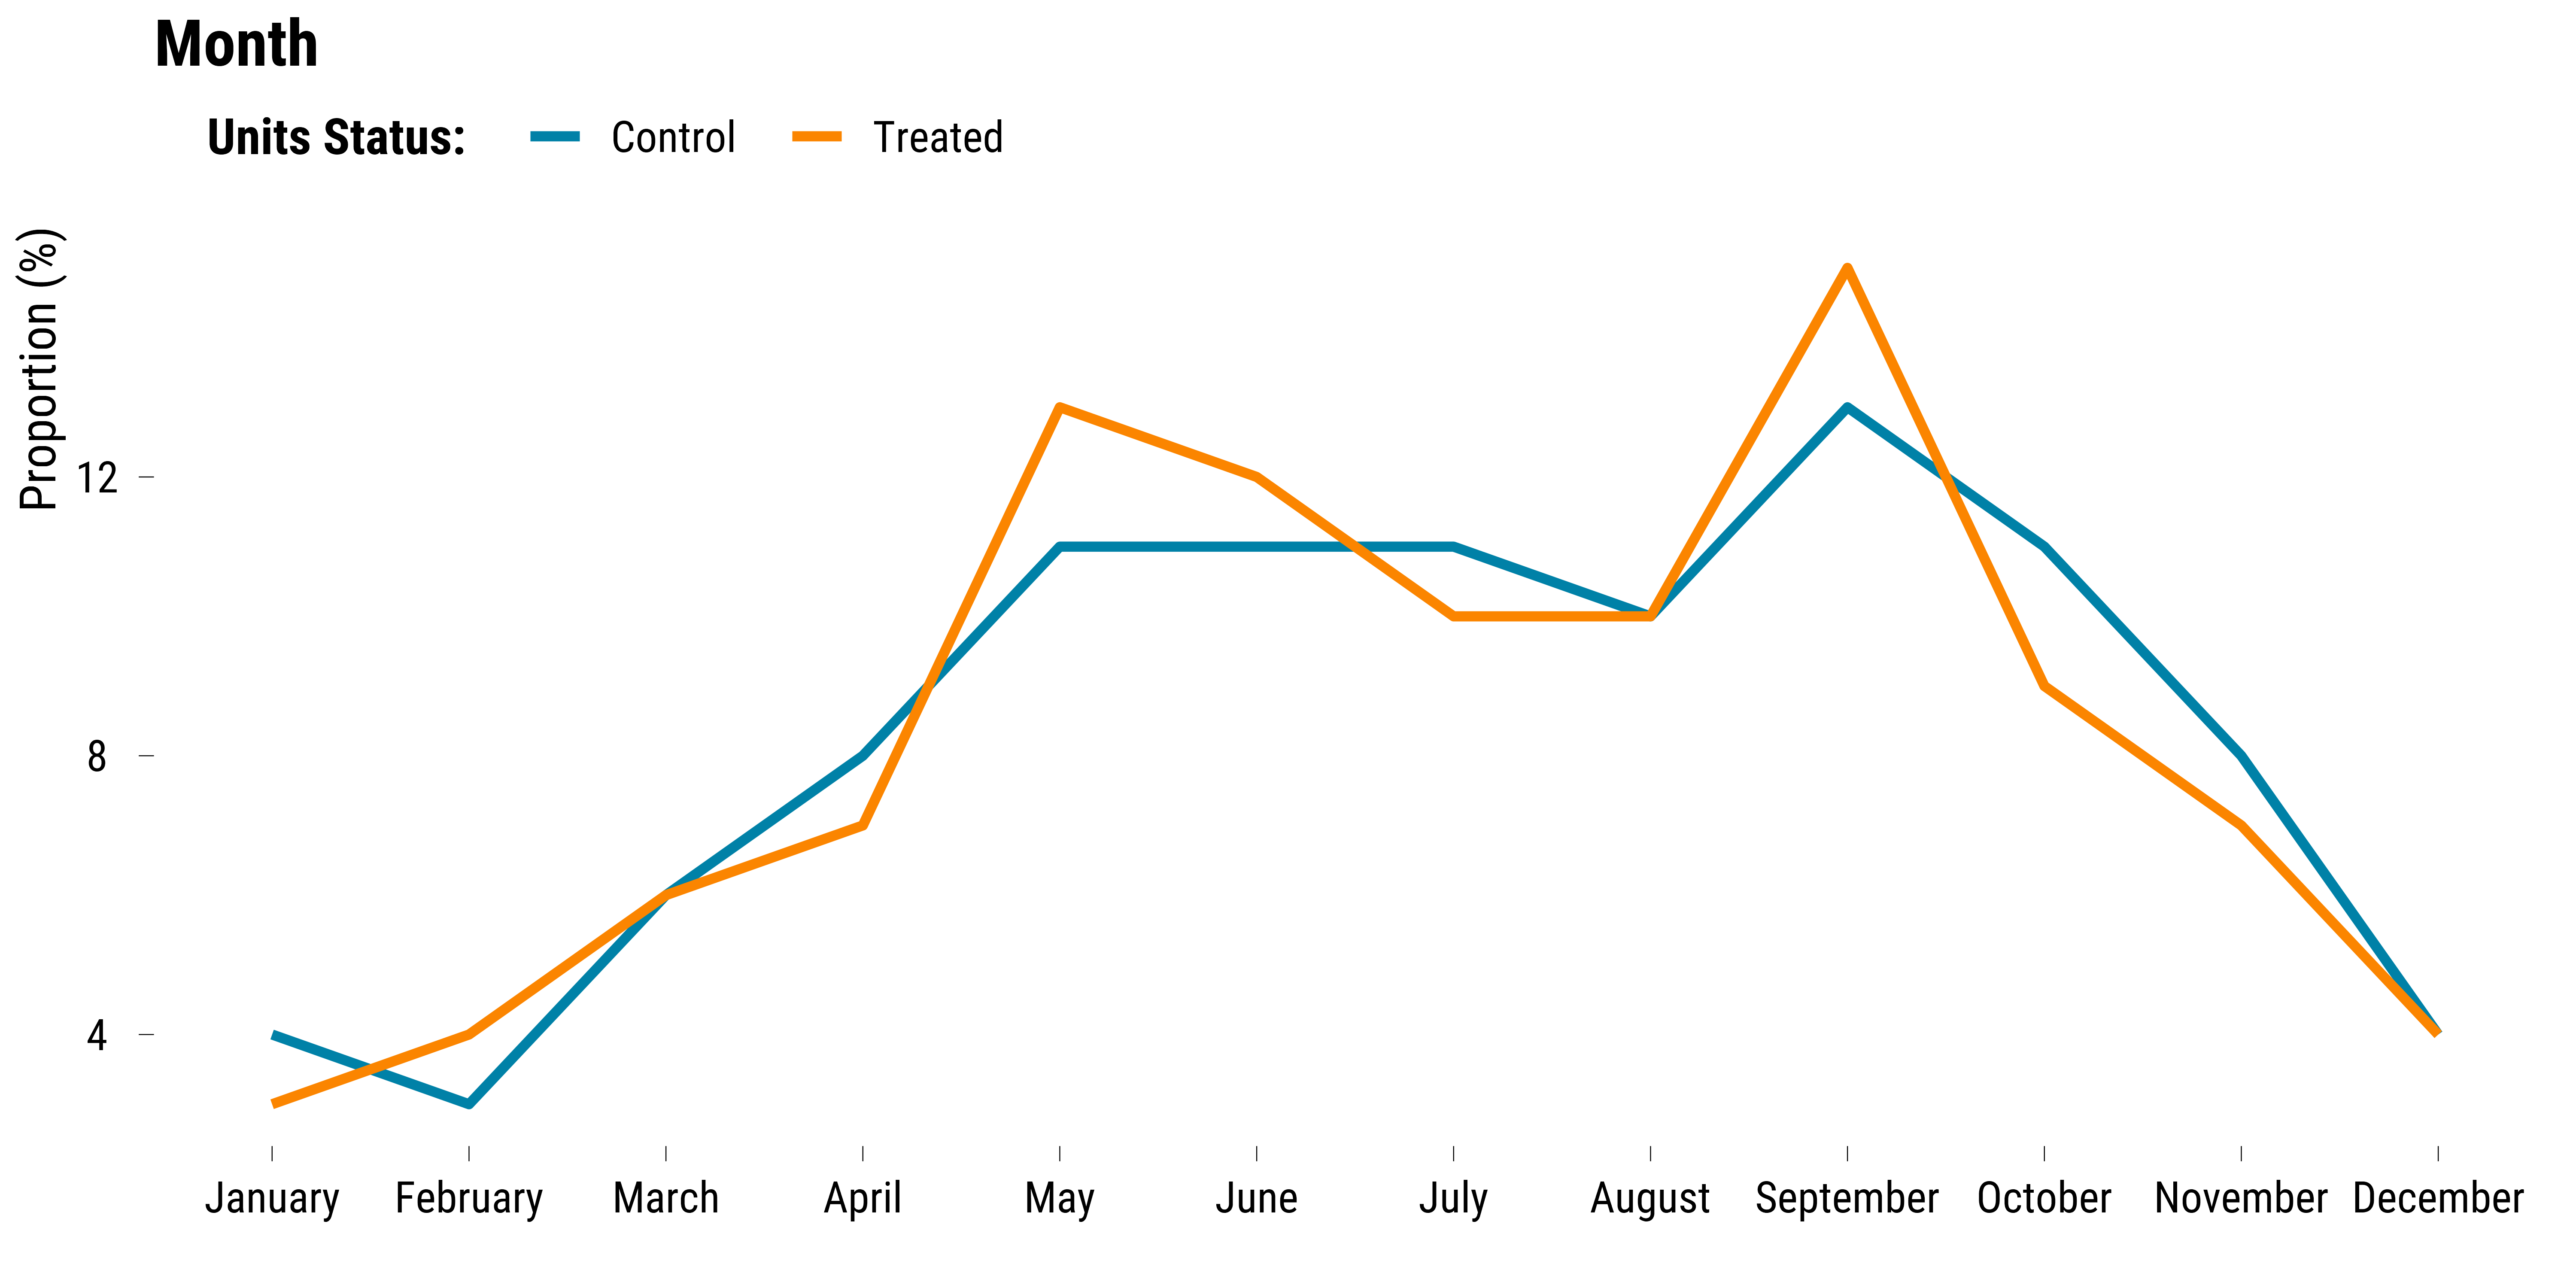 Month
Units Status: Control Treated
Proportion (%)
12
8
4
January February March April May June July August September October November December